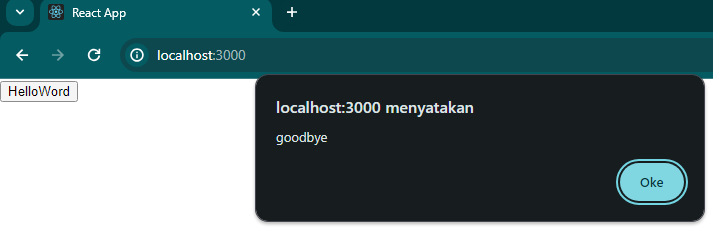 React App
localhost:3000
HelloWord
localhost:3000 menyatakan
goodbye
Oke